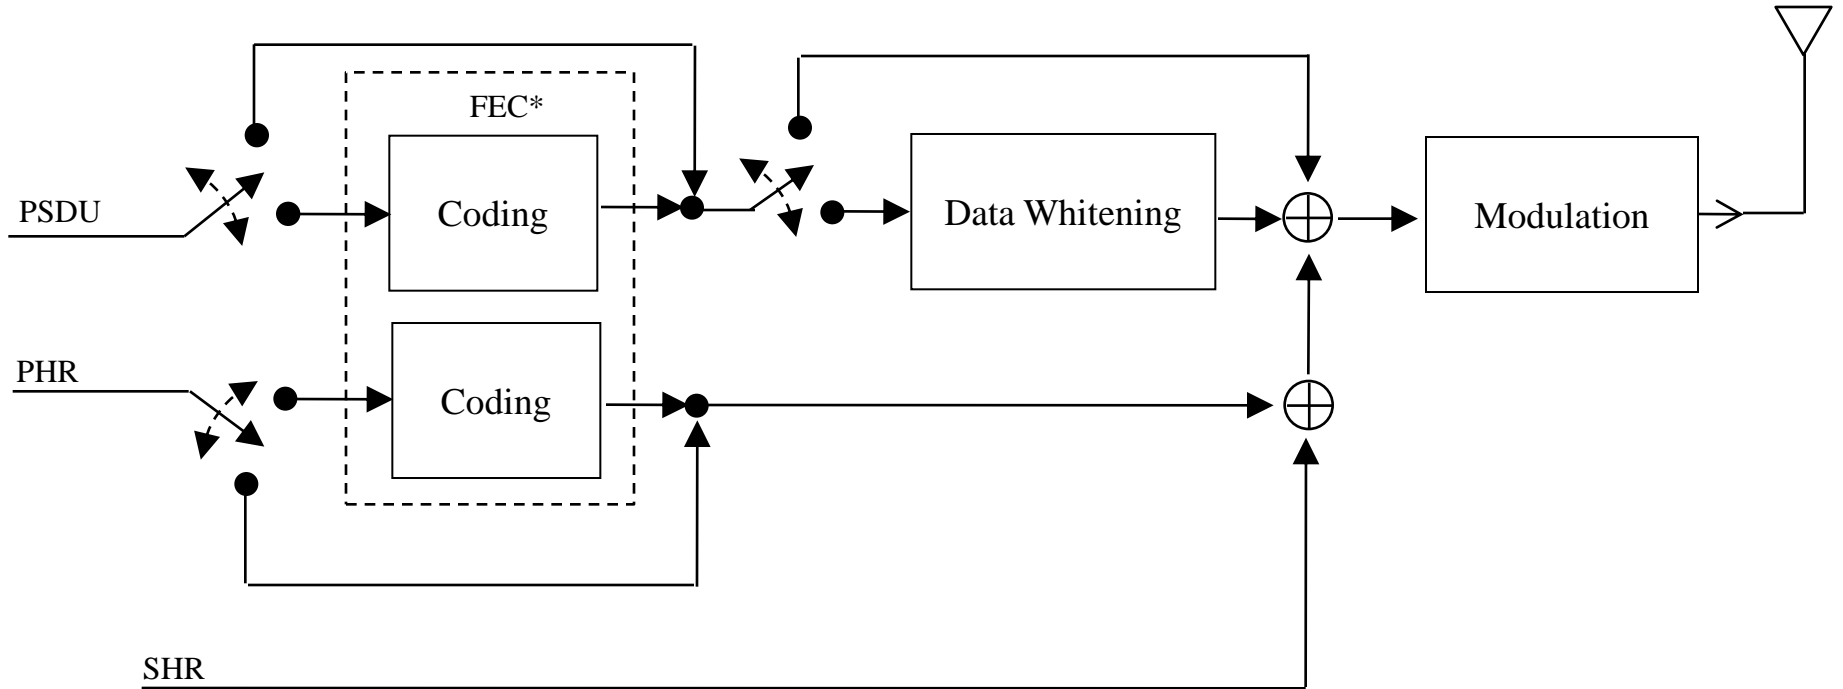 FEC*
PSDU
Coding
Data Whitening
Modulation
PHR
Coding
SHR